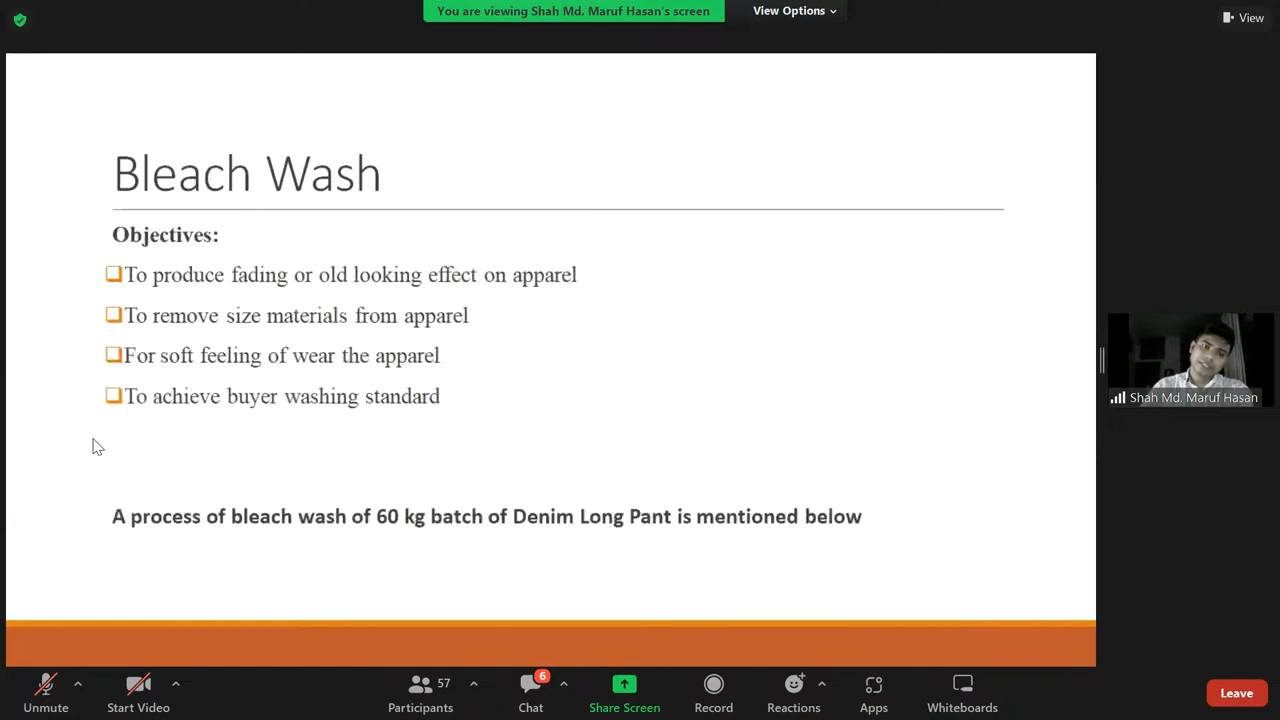 You are viewing Shah Md. Maruf Hasan's screen
View Options
View
Bleach Wash
Objectives:
To produce fading or old looking effect on apparel
To remove size materials from apparel
For soft feeling of wear the apparel
To achieve buyer washing standard
A process of bleach wash of 60 kg batch of Denim Long Pant is mentioned below
Shah Md. Maruf Hasan
57
6
Unmute
Start Video
Participants
Chat
Share Screen
Record
Reactions
Apps
Whiteboards
Leave